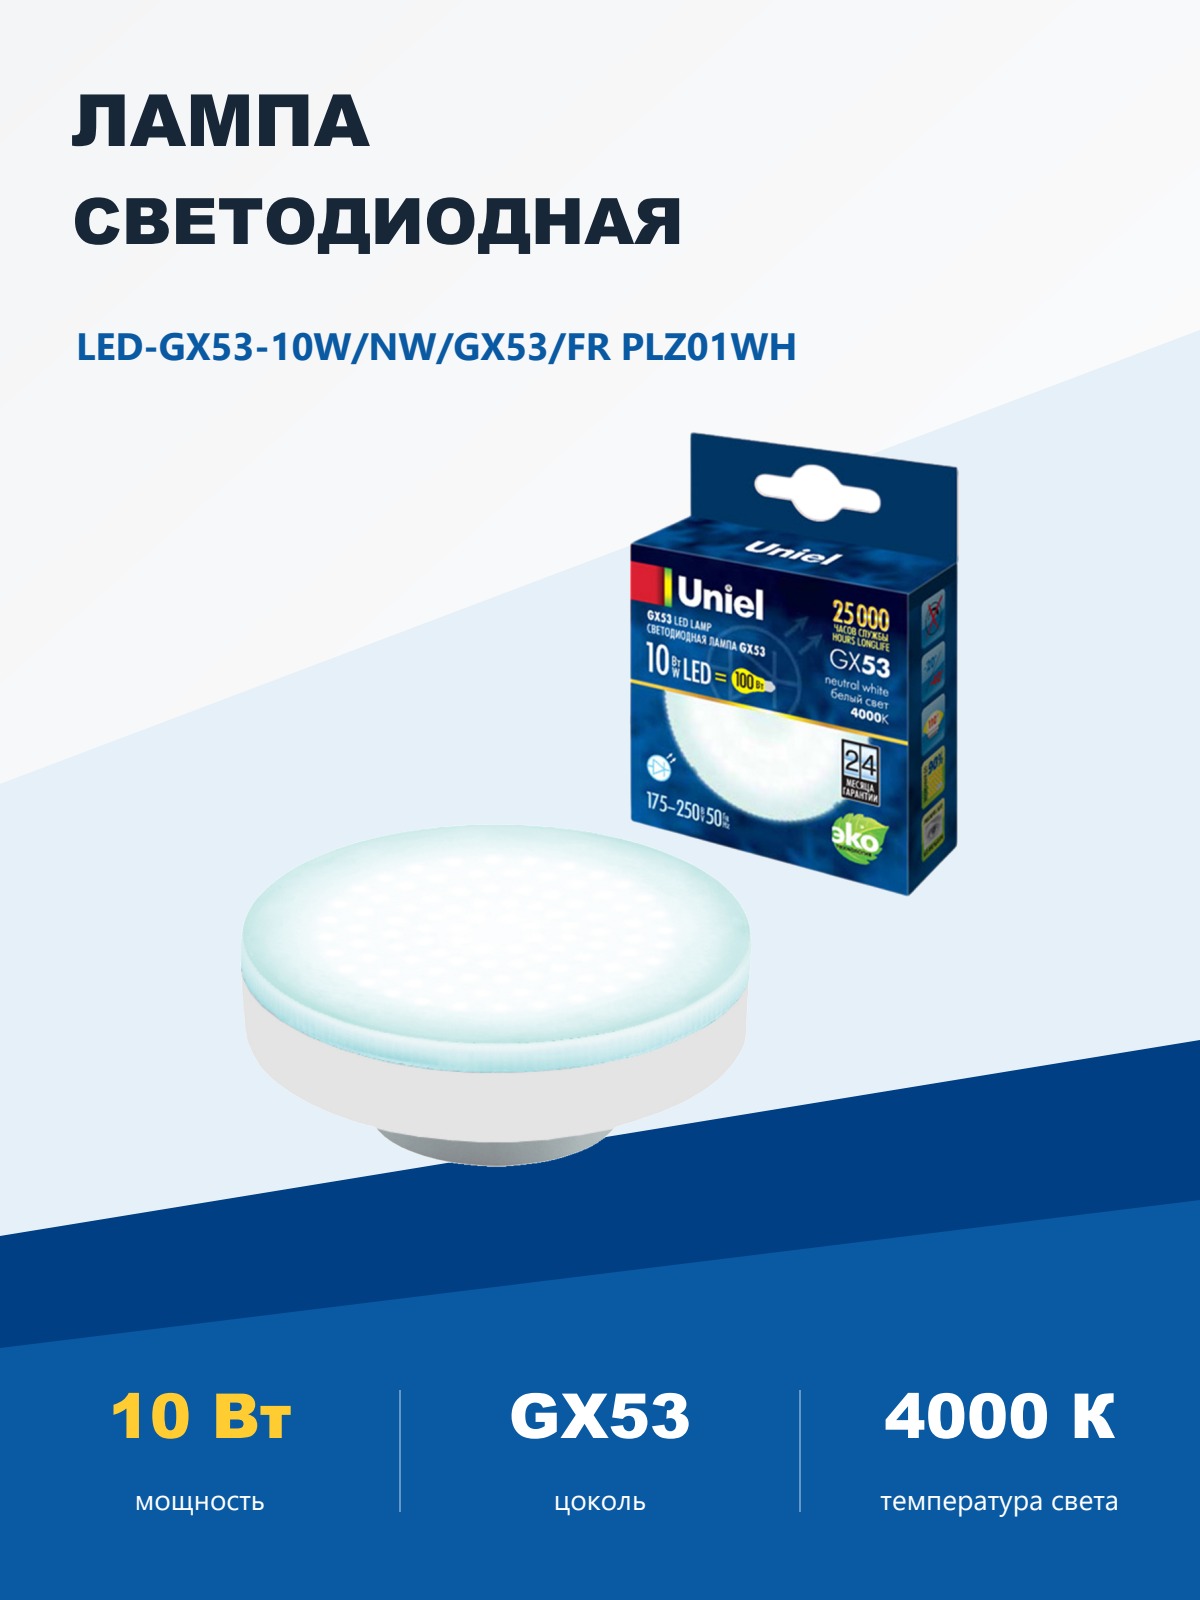 ЛАМПА
СВЕТОДИОДНАЯ
LED-GX53-10W/NW/GX53/FR PLZ01WH
Uniel
Uniel
GX53 LED LAMP
СВЕТОДИОДНАЯ ЛАМПА GX53
10 Вт W LED = 100 Вт
25 000
ЧАСОВ СЛУЖБЫ
HOURS LONGLIFE
GX53
neutral white
белый свет
4000K
24
МЕСЯЦА
ГАРАНТИИ
175–250 В V 50 Гц Hz
эко
90%
10 Вт
мощность
GX53
цоколь
4000 К
температура света